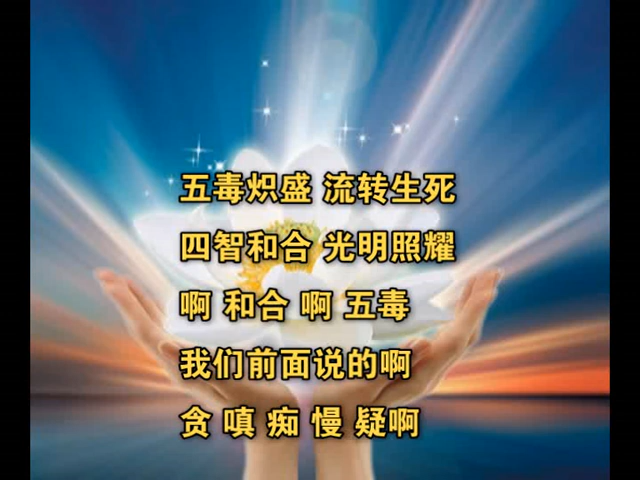 五毒炽盛 流转生死
四智和合 光明照耀
啊 和合 啊 五毒
我们前面说的啊
贪 嗔 痴 慢 疑啊